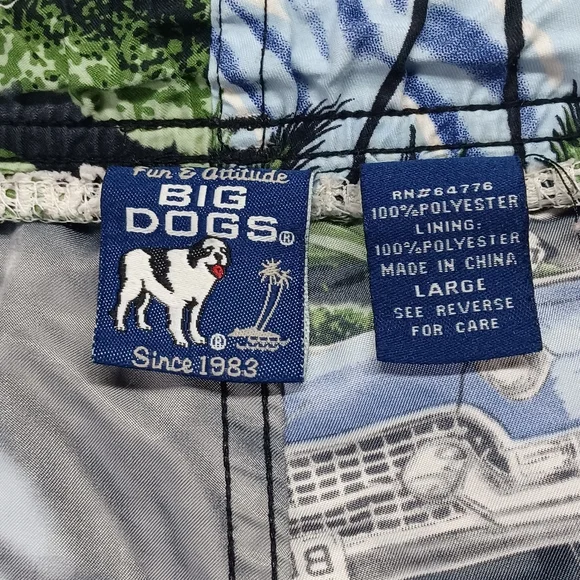 Fun & Attitude
BIG
DOGS®
®
Since 1983
RN#64776
100%POLYESTER
LINING:
100%POLYESTER
MADE IN CHINA
LARGE
SEE REVERSE
FOR CARE
8